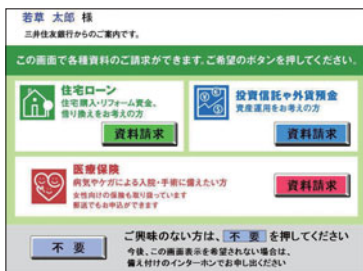 若草 太郎 様
三井住友銀行からのご案内です。
この画面で各種資料のご請求ができます。ご希望のボタンを押してください。
住宅ローン
住宅購入・リフォーム資金、
借り換えをお考えの方
資料請求
投資信託や外貨預金
資産運用をお考えの方
資料請求
医療保険
病気やケガによる入院・手術に備えたい方
女性向けの保険も取り扱っています
郵送でもお申込ができます
資料請求
不要
ご興味のない方は、 不要 を押してください
今後、この画面表示を希望されない場合は、
備え付けのインターホンでお申し出ください